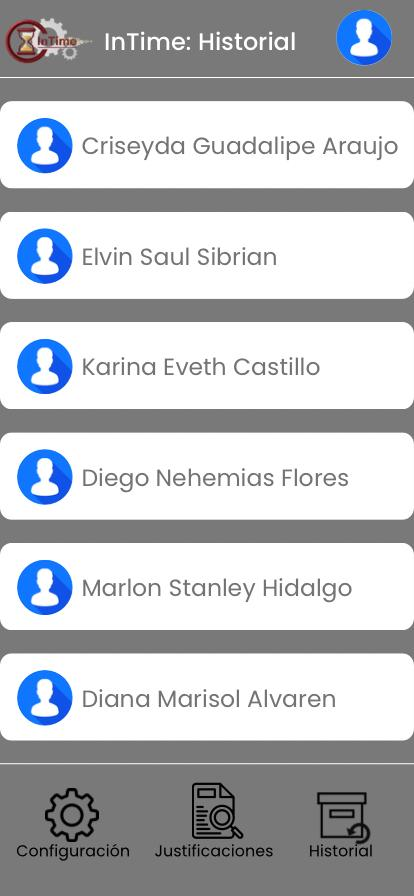 InTime
InTime: Historial
Criseyda Guadalipe Araujo
Elvin Saul Sibrian
Karina Eveth Castillo
Diego Nehemias Flores
Marlon Stanley Hidalgo
Diana Marisol Alvaren
Configuración
Justificaciones
Historial